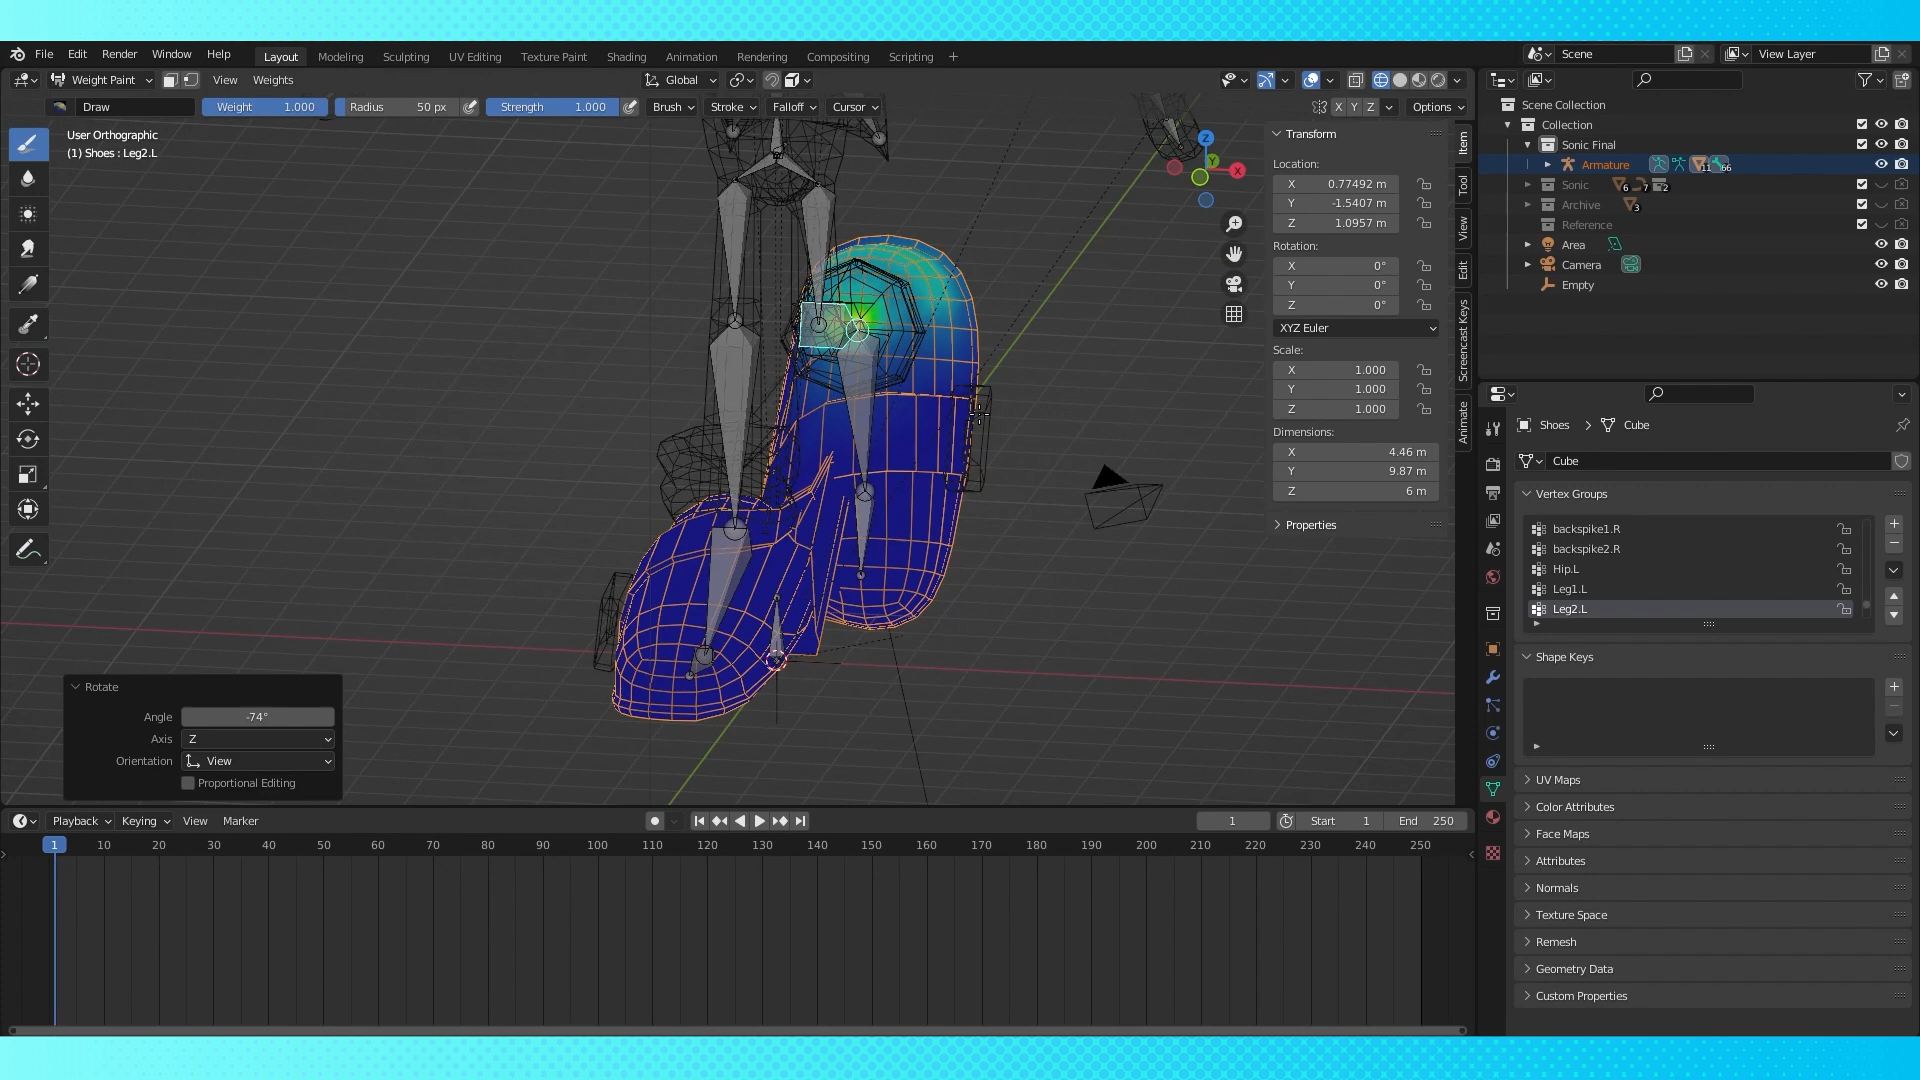 File Edit Render Window Help Layout Modeling Sculpting UV Editing Texture Paint Shading Animation Rendering Compositing Scripting + Scene View Layer
Weight Paint View Weights Global
Draw Weight 1.000 Radius 50 px Strength 1.000 Brush Stroke Falloff Cursor X Y Z Options
User Orthographic
(1) Shoes : Leg2.L
Z
Y
X
Transform
Location:
X 0.77492 m
Y -1.5407 m
Z 1.0957 m
Rotation:
X 0°
Y 0°
Z 0°
XYZ Euler
Scale:
X 1.000
Y 1.000
Z 1.000
Dimensions:
X 4.46 m
Y 9.87 m
Z 6 m
Properties
Item
Tool
View
Edit
Screencast Keys
Animate
Scene Collection
Collection
Sonic Final
Armature 11 66
Sonic 6 7 2
Archive 3
Reference
Area
Camera
Empty
Shoes > Cube
Cube
Vertex Groups
backspike1.R
backspike2.R
Hip.L
Leg1.L
Leg2.L
Shape Keys
UV Maps
Color Attributes
Face Maps
Attributes
Normals
Texture Space
Remesh
Geometry Data
Custom Properties
Rotate
Angle -74°
Axis Z
Orientation View
Proportional Editing
Playback Keying View Marker 1 Start 1 End 250
1 10 20 30 40 50 60 70 80 90 100 110 120 130 140 150 160 170 180 190 200 210 220 230 240 250